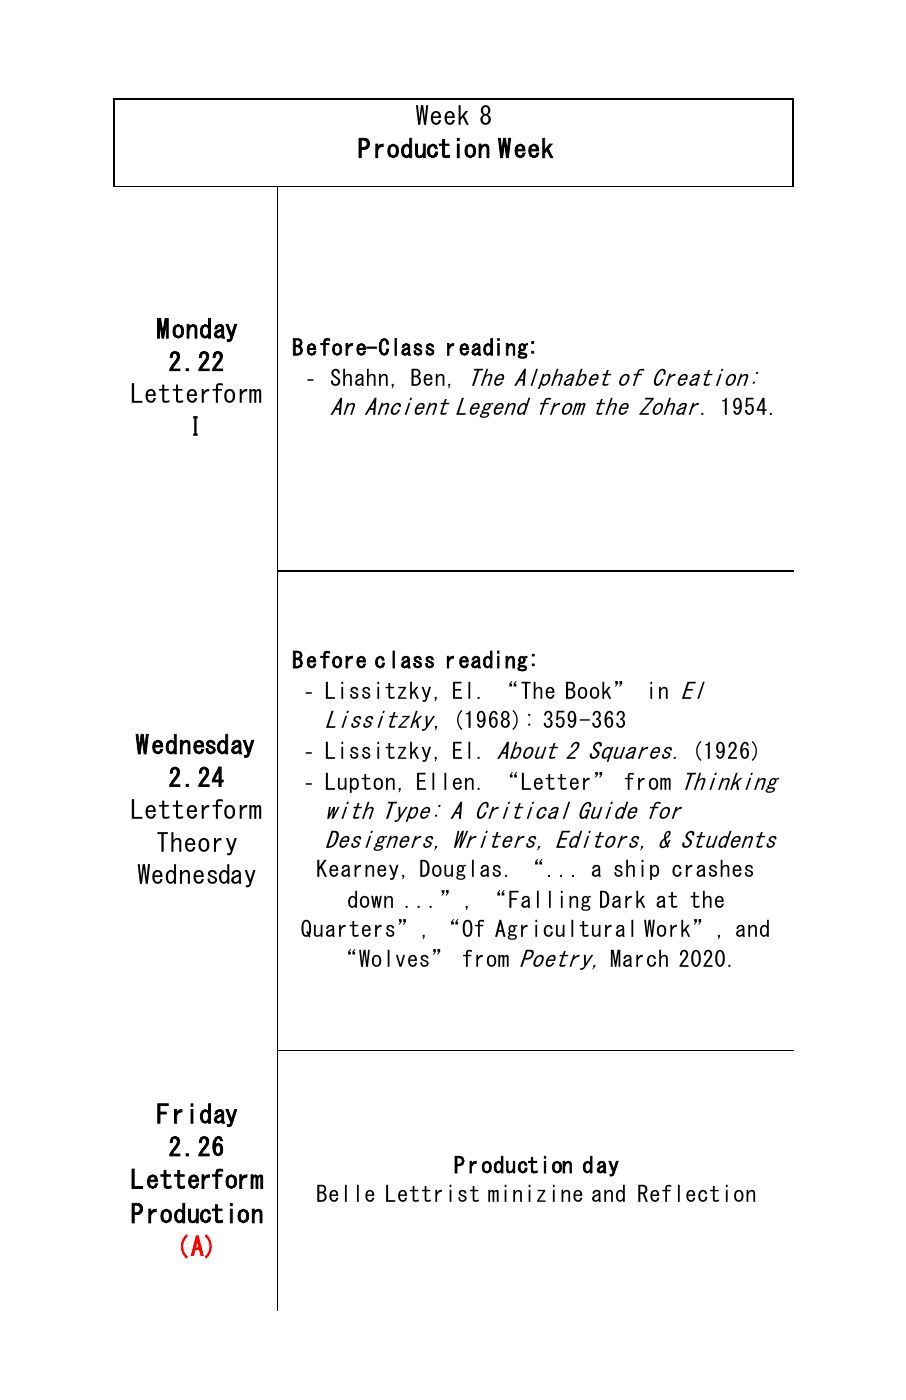 Week 8
Production Week
Monday
2.22
Letterform
I
Before-Class reading:
- Shahn, Ben, The Alphabet of Creation:
An Ancient Legend from the Zohar. 1954.
Wednesday
2.24
Letterform
Theory
Wednesday
Before class reading:
- Lissitzky, El. “The Book” in El
Lissitzky, (1968): 359-363
- Lissitzky, El. About 2 Squares. (1926)
- Lupton, Ellen. “Letter” from Thinking
with Type: A Critical Guide for
Designers, Writers, Editors, & Students
Kearney, Douglas. “... a ship crashes
down ...”, “Falling Dark at the
Quarters”, “Of Agricultural Work”, and
“Wolves” from Poetry, March 2020.
Friday
2.26
Letterform
Production
(A)
Production day
Belle Lettrist minizine and Reflection